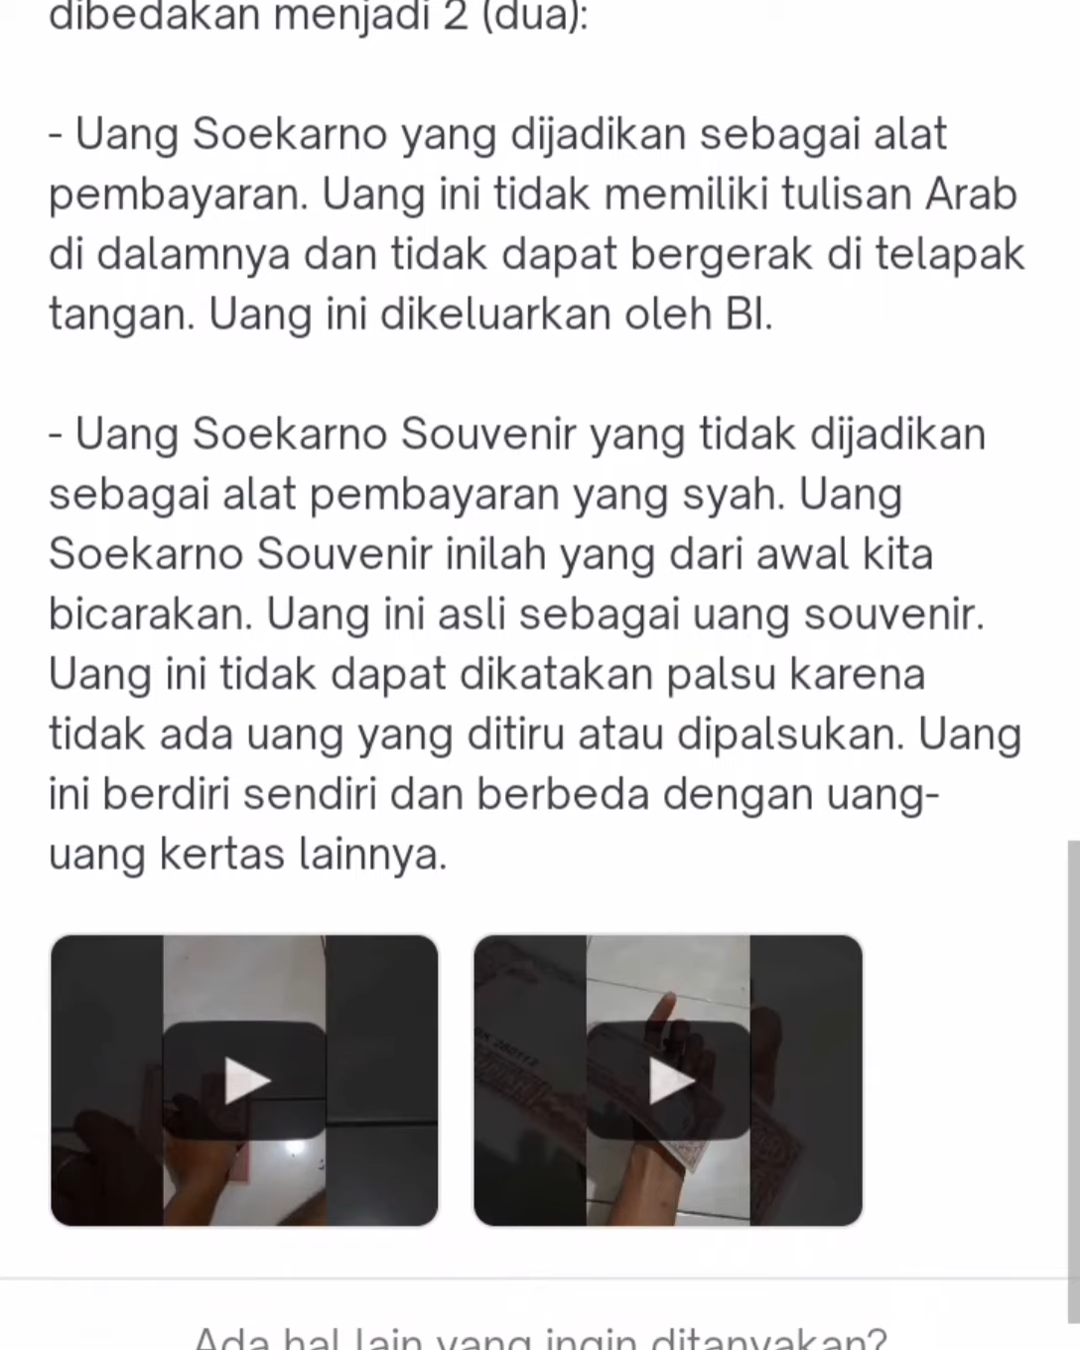 dibedakan menjadi 2 (dua):
- Uang Soekarno yang dijadikan sebagai alat
pembayaran. Uang ini tidak memiliki tulisan Arab
di dalamnya dan tidak dapat bergerak di telapak
tangan. Uang ini dikeluarkan oleh BI.
- Uang Soekarno Souvenir yang tidak dijadikan
sebagai alat pembayaran yang syah. Uang
Soekarno Souvenir inilah yang dari awal kita
bicarakan. Uang ini asli sebagai uang souvenir.
Uang ini tidak dapat dikatakan palsu karena
tidak ada uang yang ditiru atau dipalsukan. Uang
ini berdiri sendiri dan berbeda dengan uang-
uang kertas lainnya.
Ada hal lain yang ingin ditanyakan?